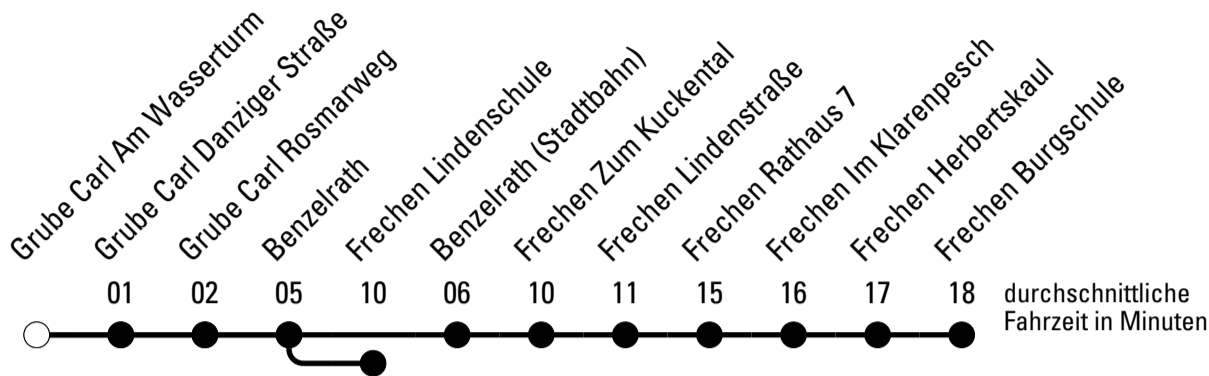 Grube Carl Am Wasserturm
Grube Carl Danziger Straße
Grube Carl Rosmarweg
Benzelrath
Frechen Lindenschule
Benzelrath (Stadtbahn)
Frechen Zum Kuckental
Frechen Lindenstraße
Frechen Rathaus 7
Frechen Im Klarenpesch
Frechen Herbertskaul
Frechen Burgschule
01 02 05 10 06 10 11 15 16 17 18
durchschnittliche
Fahrzeit in Minuten